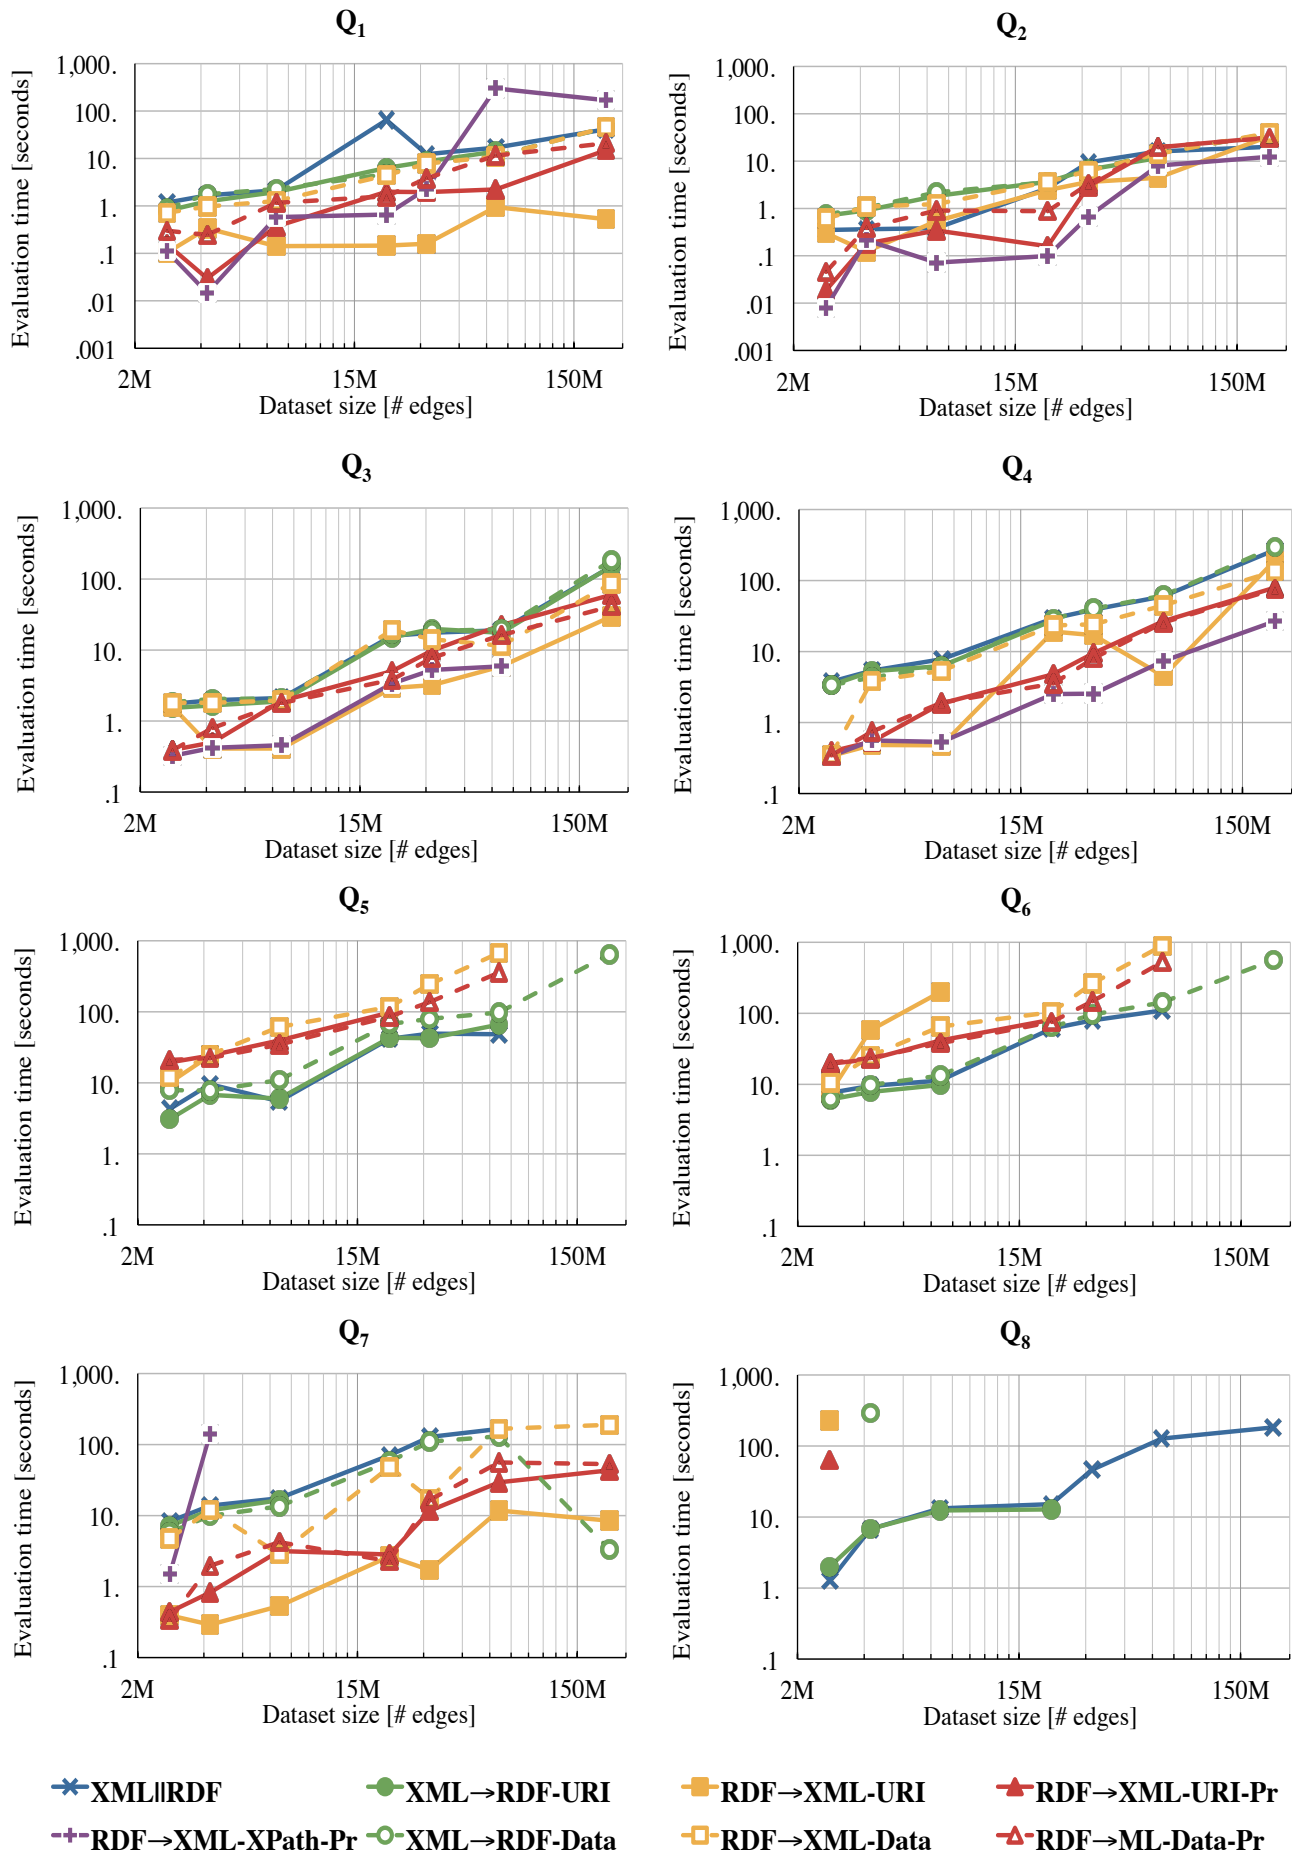 Q1
Evaluation time [seconds]
1,000.
100.
10.
1.
.1
.01
.001
2M 15M 150M
Dataset size [# edges]
Q2
Evaluation time [seconds]
1,000.
100.
10.
1.
.1
.01
.001
2M 15M 150M
Dataset size [# edges]
Q3
Evaluation time [seconds]
1,000.
100.
10.
1.
.1
2M 15M 150M
Dataset size [# edges]
Q4
Evaluation time [seconds]
1,000.
100.
10.
1.
.1
2M 15M 150M
Dataset size [# edges]
Q5
Evaluation time [seconds]
1,000.
100.
10.
1.
.1
2M 15M 150M
Dataset size [# edges]
Q6
Evaluation time [seconds]
1,000.
100.
10.
1.
.1
2M 15M 150M
Dataset size [# edges]
Q7
Evaluation time [seconds]
1,000.
100.
10.
1.
.1
2M 15M 150M
Dataset size [# edges]
Q8
Evaluation time [seconds]
1,000.
100.
10.
1.
.1
2M 15M 150M
Dataset size [# edges]
XML||RDF XML→RDF-URI RDF→XML-URI RDF→XML-URI-Pr
RDF→XML-XPath-Pr XML→RDF-Data RDF→XML-Data RDF→ML-Data-Pr